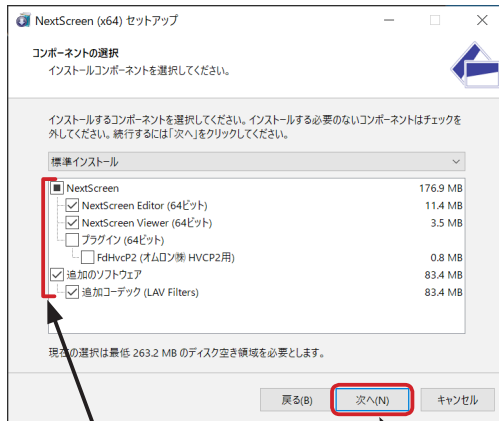 NextScreen (x64) セットアップ
コンポーネントの選択
インストールコンポーネントを選択してください。
インストールするコンポーネントを選択してください。インストールする必要のないコンポーネントはチェックを
外してください。続行するには「次へ」をクリックしてください。
標準インストール
NextScreen 176.9 MB
NextScreen Editor (64ビット) 11.4 MB
NextScreen Viewer (64ビット) 3.5 MB
プラグイン (64ビット)
FdHvcP2 (オムロン㈱ HVCP2用) 0.8 MB
追加のソフトウェア 83.4 MB
追加コーデック (LAV Filters) 83.4 MB
現在の選択は最低 263.2 MB のディスク空き領域を必要とします。
戻る(B) 次へ(N) キャンセル